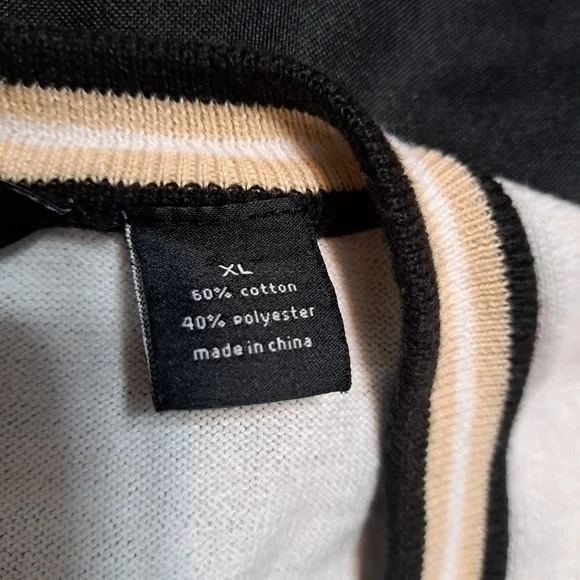 XL
60% cotton
40% polyester
made in china